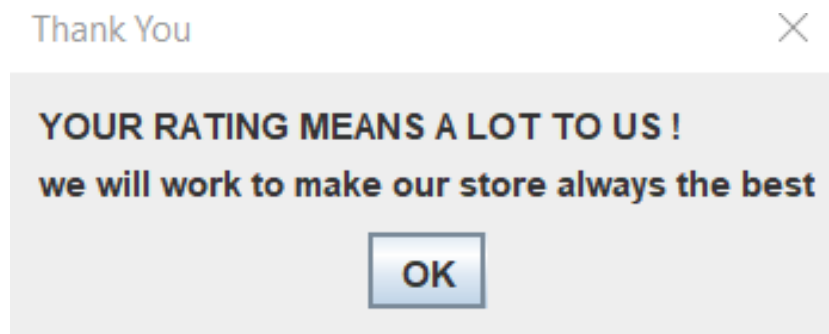 Thank You
YOUR RATING MEANS A LOT TO US !
we will work to make our store always the best
OK